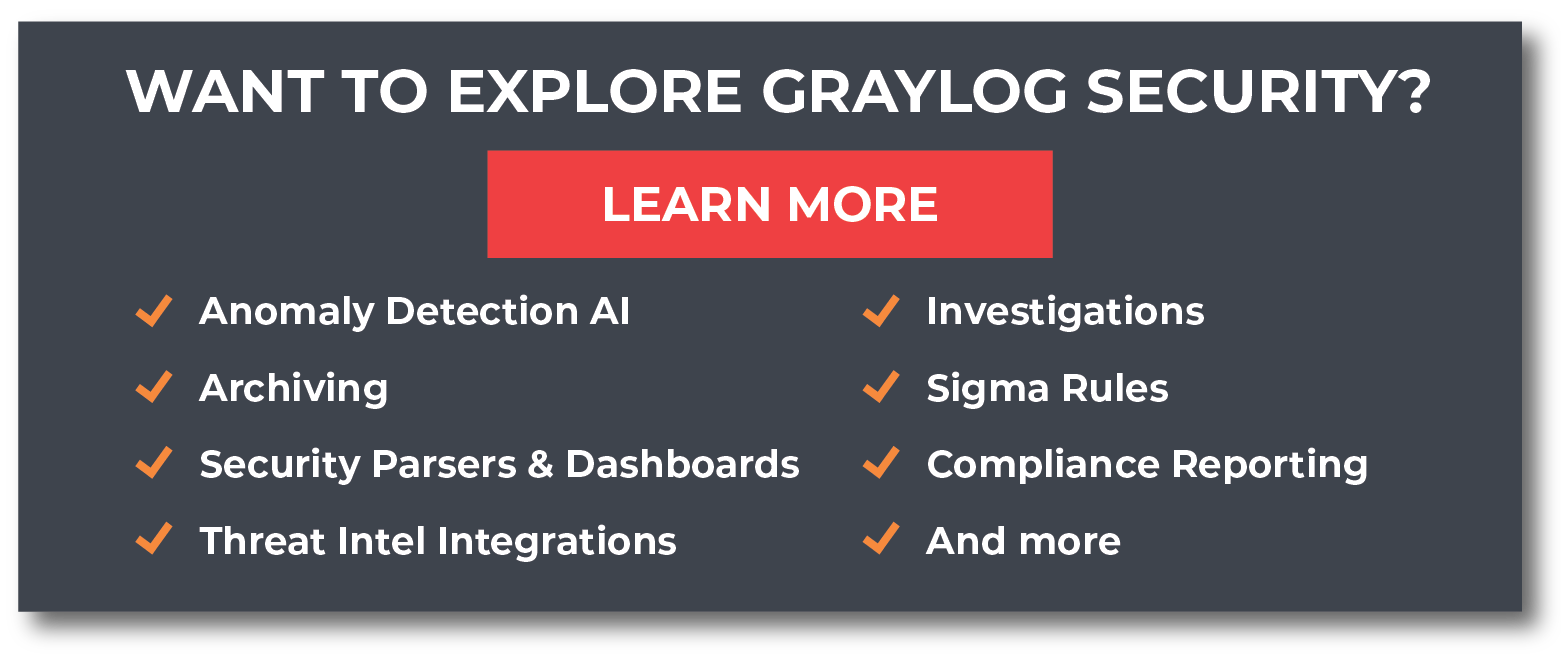 WANT TO EXPLORE GRAYLOG SECURITY?
LEARN MORE
Anomaly Detection AI
Archiving
Security Parsers & Dashboards
Threat Intel Integrations
Investigations
Sigma Rules
Compliance Reporting
And more